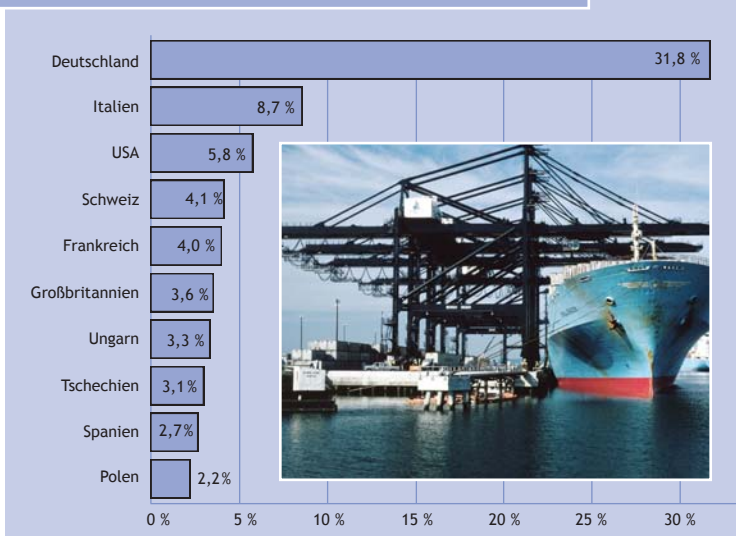 Deutschland 31,8 %
Italien 8,7 %
USA 5,8 %
Schweiz 4,1 %
Frankreich 4,0 %
Großbritannien 3,6 %
Ungarn 3,3 %
Tschechien 3,1%
Spanien 2,7%
Polen 2,2%
0 % 5 % 10 % 15 % 20 % 25 % 30 %